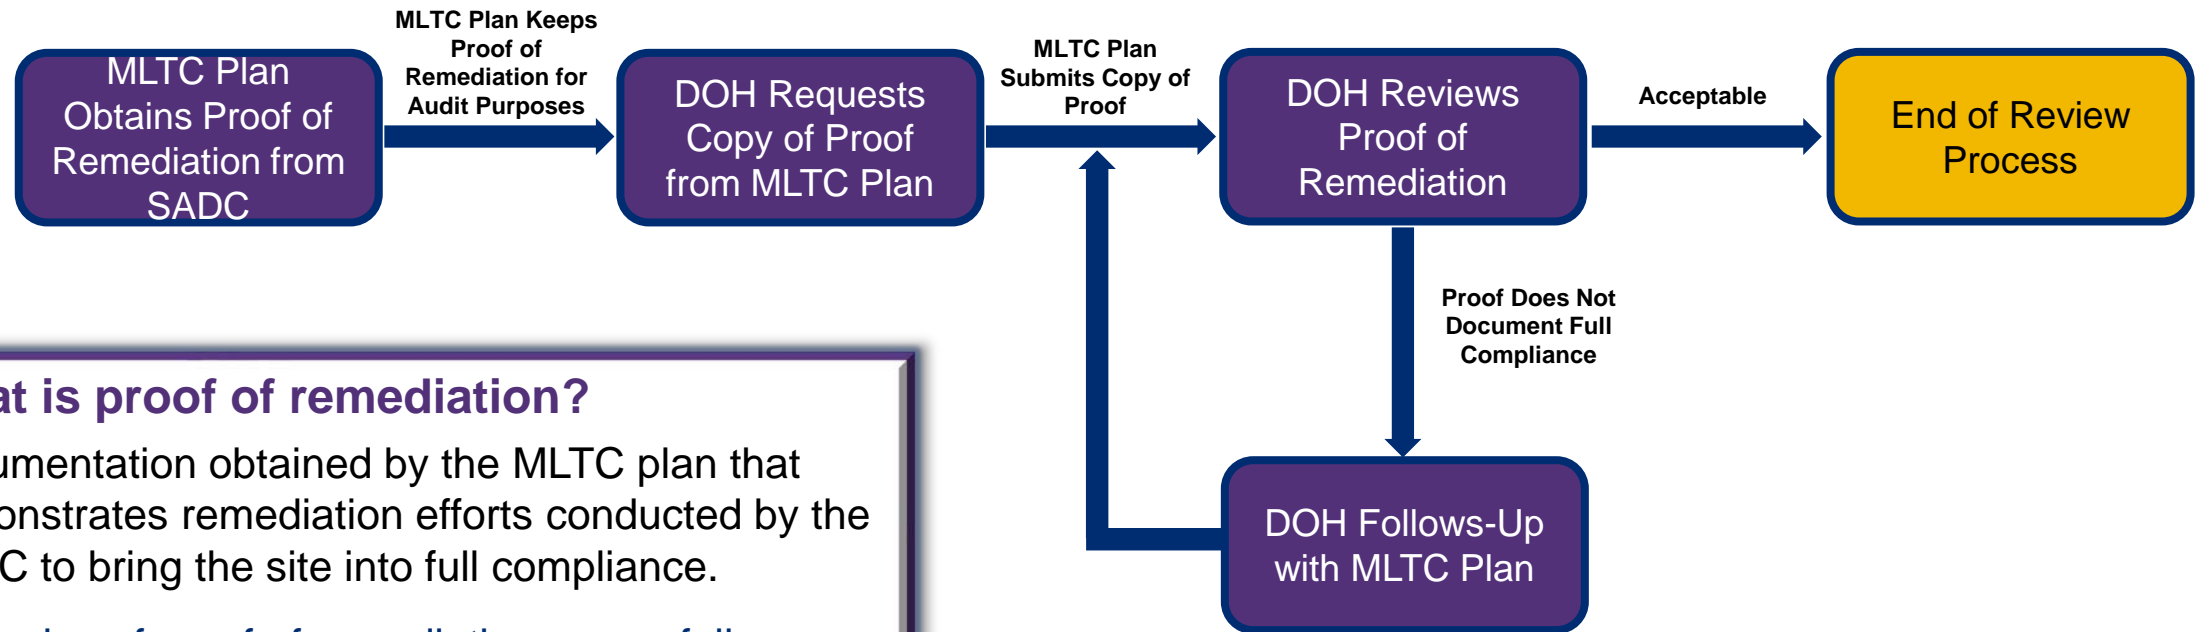 MLTC Plan
Obtains Proof of
Remediation from
SADC
MLTC Plan Keeps
Proof of
Remediation for
Audit Purposes
DOH Requests
Copy of Proof
from MLTC Plan
MLTC Plan
Submits Copy of
Proof
DOH Reviews
Proof of
Remediation
Acceptable
End of Review
Process
Proof Does Not
Document Full
Compliance
DOH Follows-Up
with MLTC Plan
at is proof of remediation?
umentation obtained by the MLTC plan that
onstrates remediation efforts conducted by the
C to bring the site into full compliance.